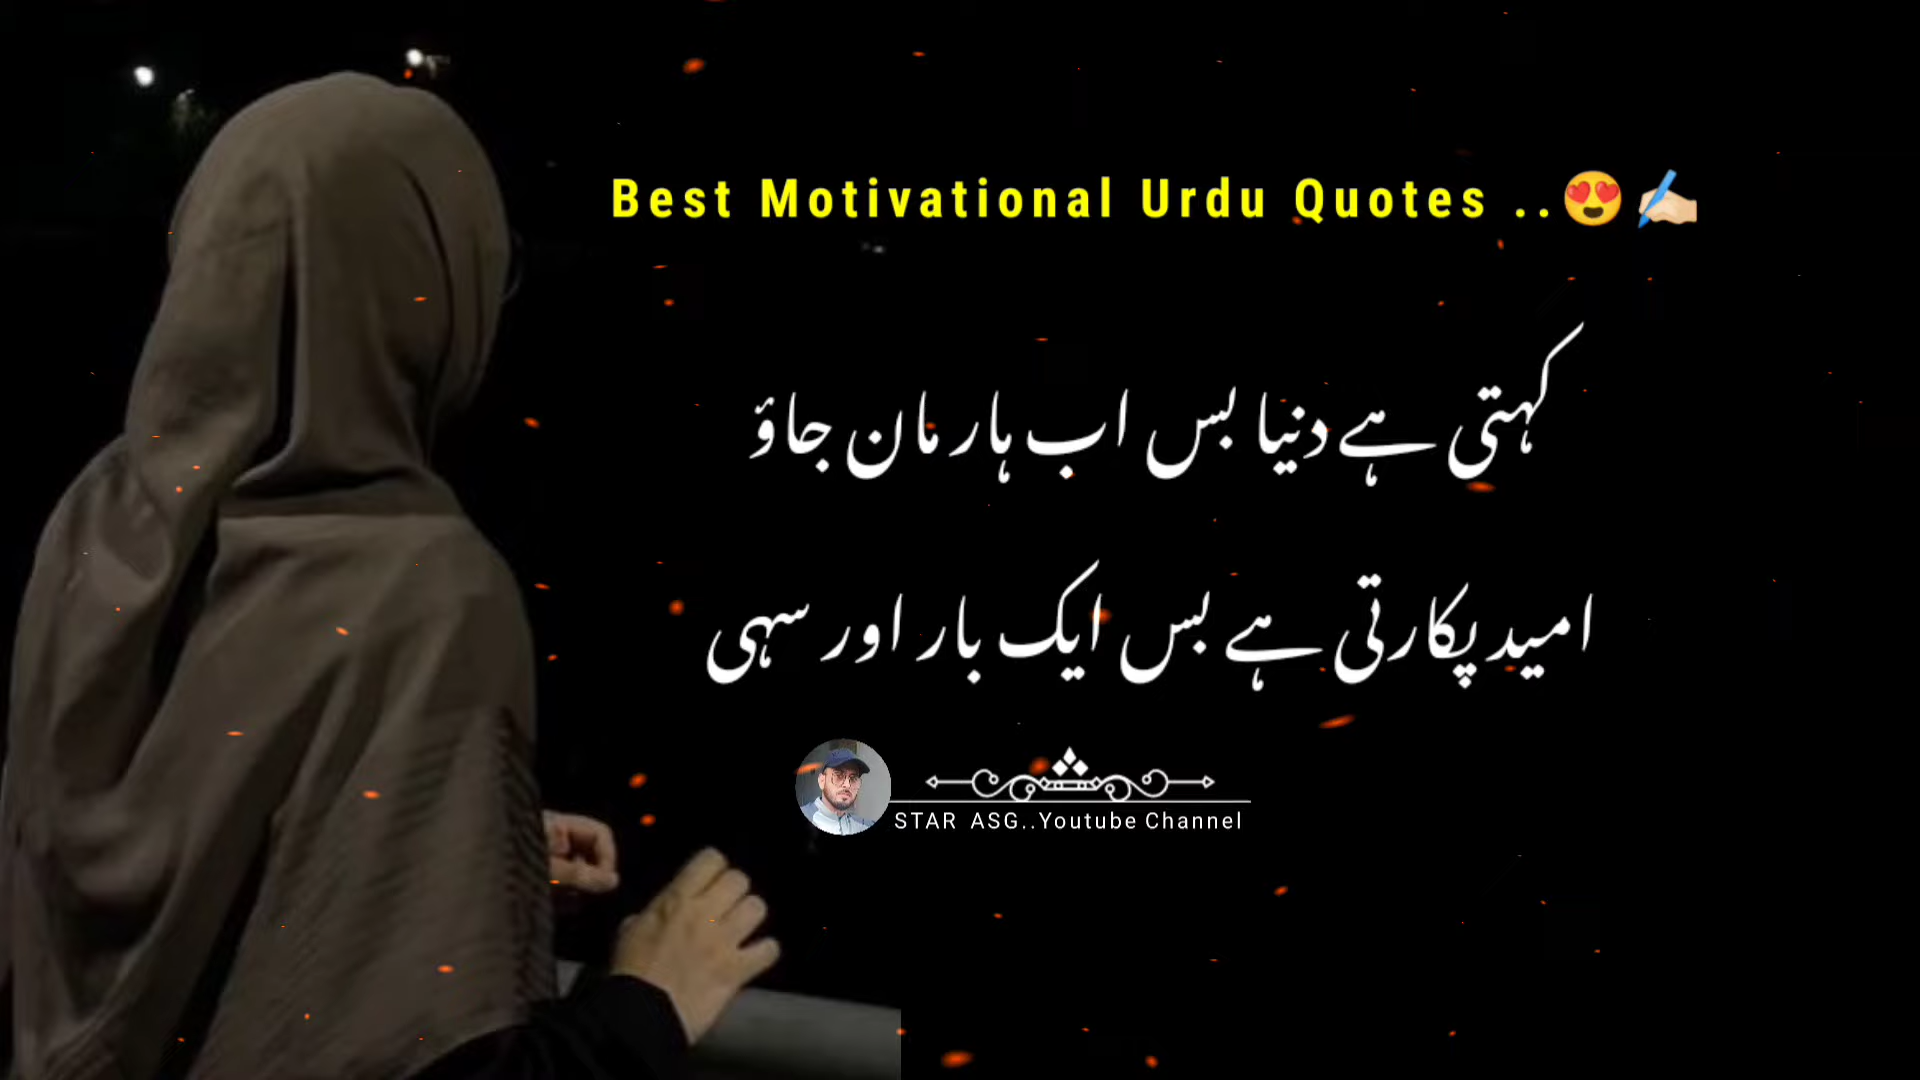 Best Motivational Urdu Quotes ..😍✍🏻
کہتی ہے دنیا بس اب ہار مان جاؤ
امید پکارتی ہے بس ایک بار اور سہی
STAR ASG..Youtube Channel